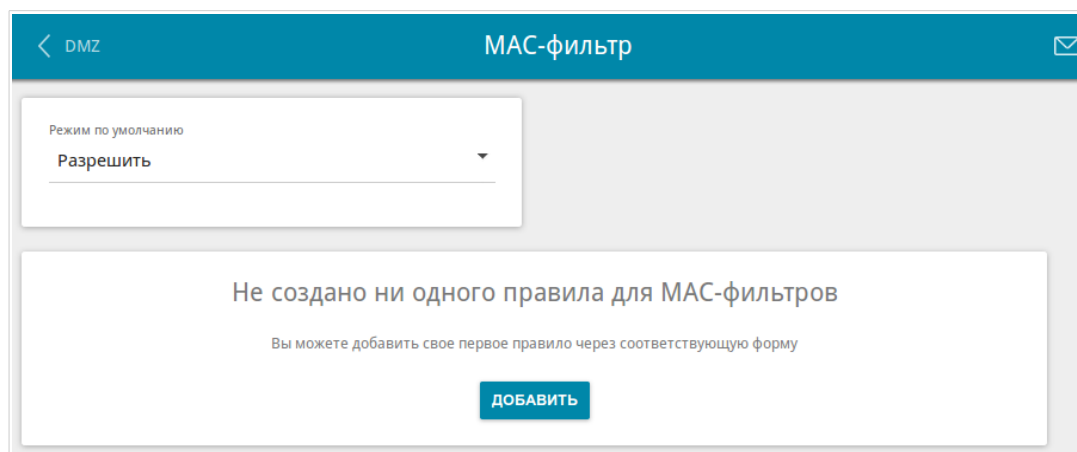 DMZ
MAC-фильтр
Режим по умолчанию
Разрешить
Не создано ни одного правила для MAC-фильтров
Вы можете добавить свое первое правило через соответствующую форму
ДОБАВИТЬ